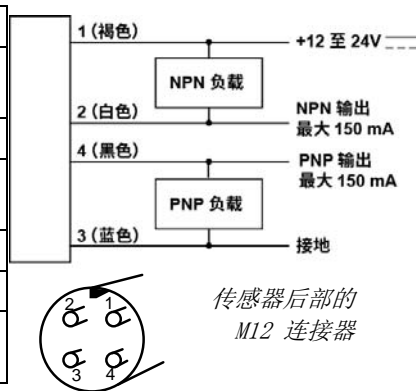 1 (褐色)
+12 至 24V
NPN 负载
2 (白色)
NPN 输出
最大 150 mA
4 (黑色)
PNP 输出
最大 150 mA
PNP 负载
3 (蓝色)
接地
传感器后部的
M12 连接器
2 1
3 4